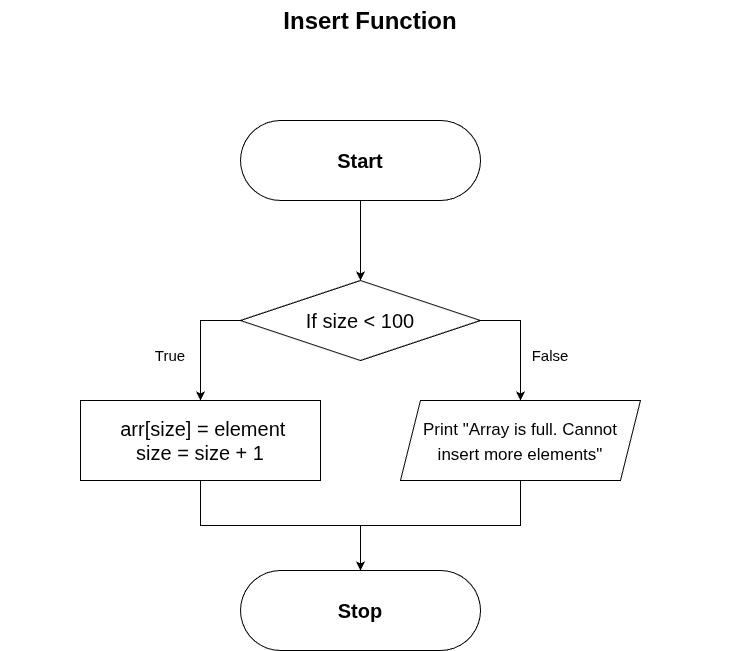 Insert Function
Start
If size < 100
True
False
arr[size] = element
size = size + 1
Print "Array is full. Cannot
insert more elements"
Stop